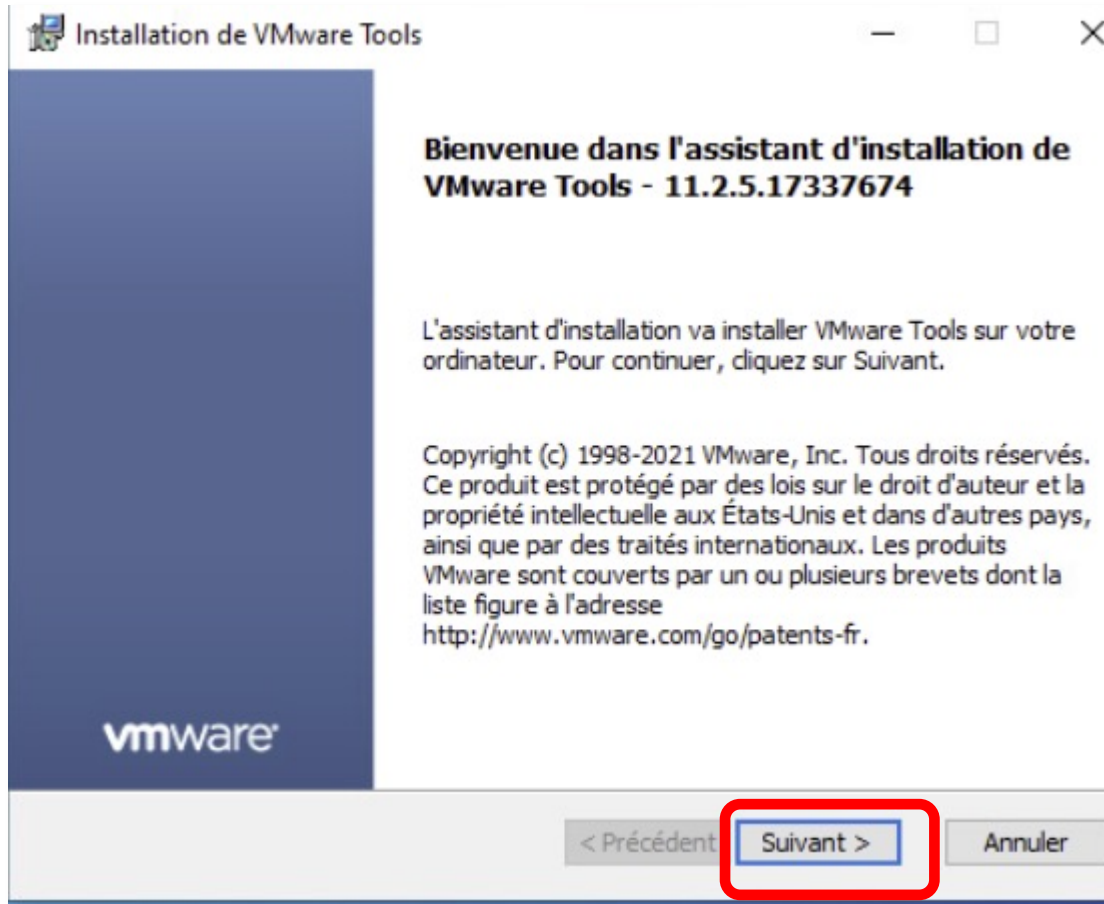 Installation de VMware Tools
Bienvenue dans l'assistant d'installation de
VMware Tools - 11.2.5.17337674
L'assistant d'installation va installer VMware Tools sur votre
ordinateur. Pour continuer, cliquez sur Suivant.
Copyright (c) 1998-2021 VMware, Inc. Tous droits réservés.
Ce produit est protégé par des lois sur le droit d'auteur et la
propriété intellectuelle aux États-Unis et dans d'autres pays,
ainsi que par des traités internationaux. Les produits
VMware sont couverts par un ou plusieurs brevets dont la
liste figure à l'adresse
http://www.vmware.com/go/patents-fr.
vmware
< Précédent Suivant > Annuler